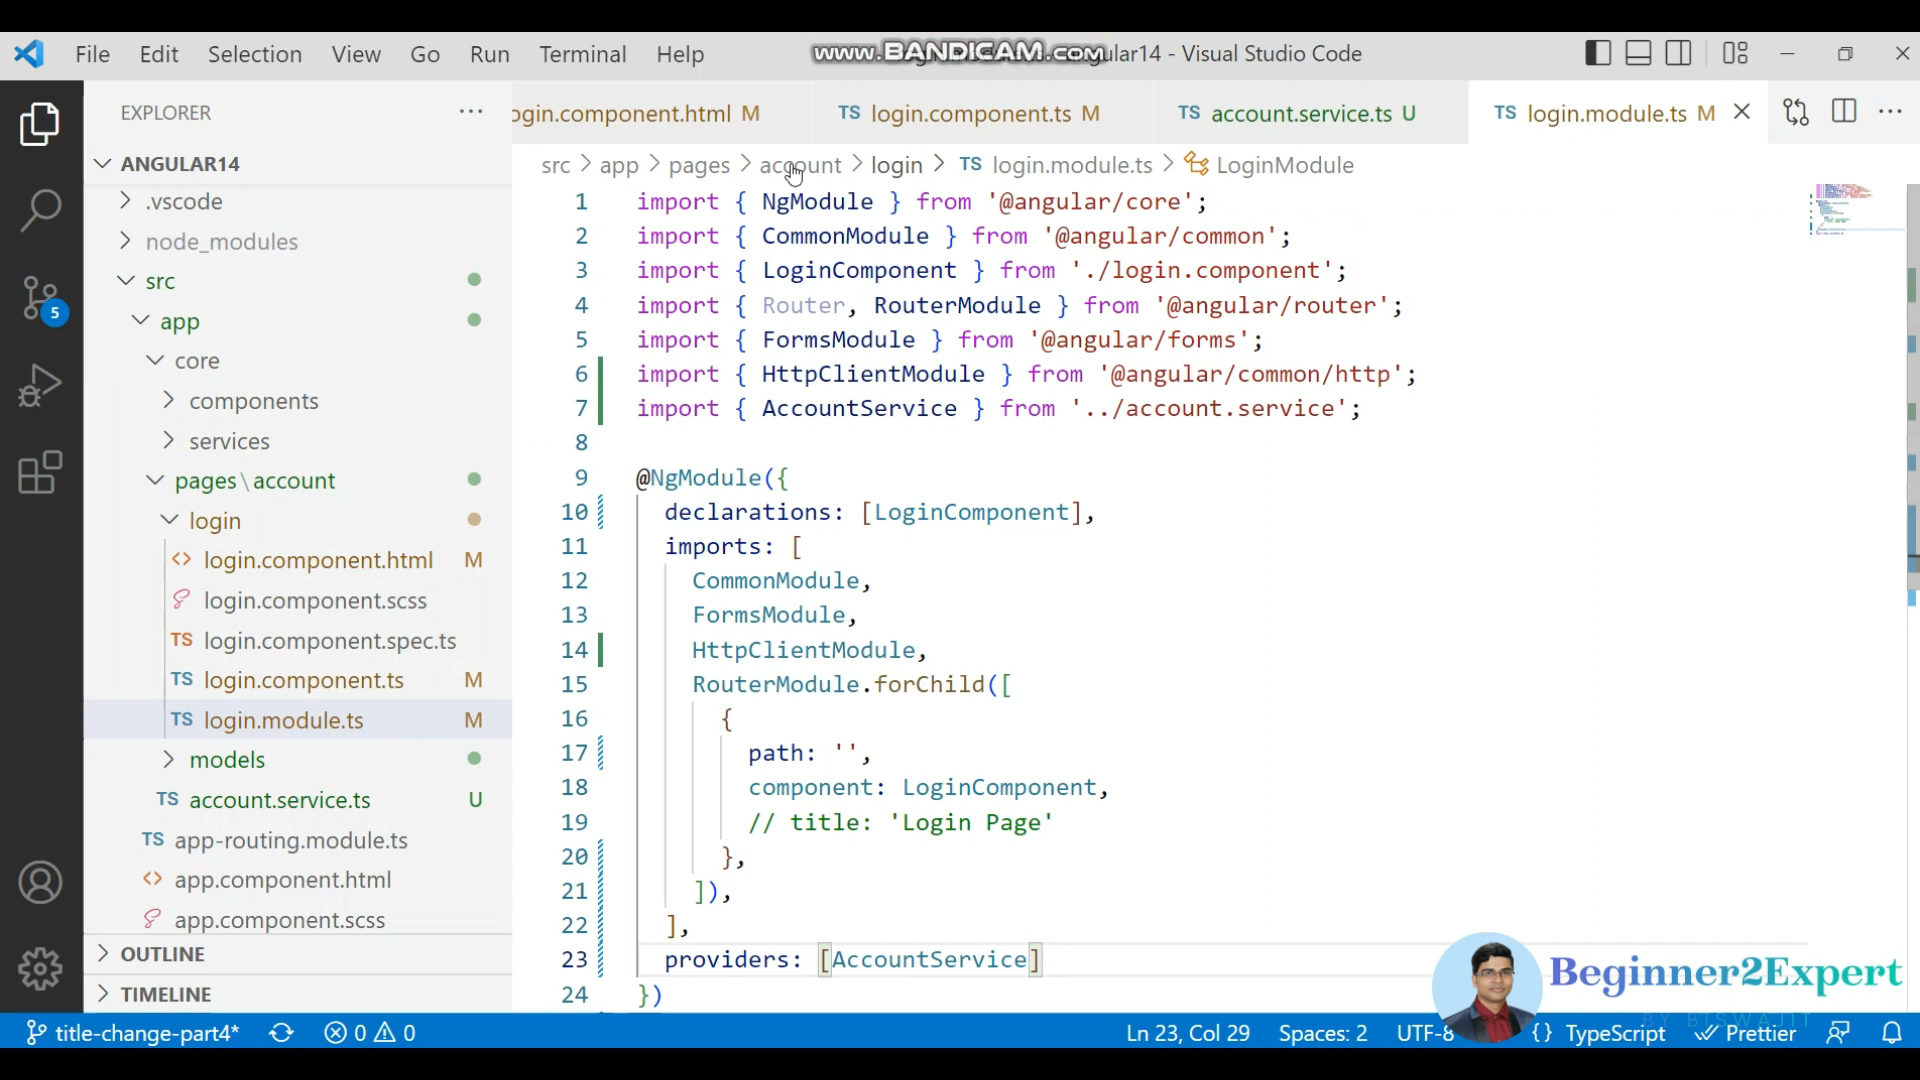 File Edit Selection View Go Run Terminal Help
www.BANDICAM.com
angular14 - Visual Studio Code
EXPLORER
ANGULAR14
.vscode
node_modules
src
app
core
components
services
pages\account
login
login.component.html M
login.component.scss
login.component.spec.ts
TS login.component.ts M
TS login.module.ts M
models
TS account.service.ts U
TS app-routing.module.ts
app.component.html
app.component.scss
OUTLINE
TIMELINE
ogin.component.html M
TS login.component.ts M
TS account.service.ts U
TS login.module.ts M
src > app > pages > account > login > TS login.module.ts > LoginModule
1 import { NgModule } from '@angular/core';
2 import { CommonModule } from '@angular/common';
3 import { LoginComponent } from './login.component';
4 import { Router, RouterModule } from '@angular/router';
5 import { FormsModule } from '@angular/forms';
6 import { HttpClientModule } from '@angular/common/http';
7 import { AccountService } from '../account.service';
8
9 @NgModule({
10 declarations: [LoginComponent],
11 imports: [
12 CommonModule,
13 FormsModule,
14 HttpClientModule,
15 RouterModule.forChild([
16 {
17 path: '',
18 component: LoginComponent,
19 // title: 'Login Page'
20 },
21 ]),
22 ],
23 providers: [AccountService]
24 })
Beginner2Expert
BY BISWAJIT
5
title-change-part4* 0 0
Ln 23, Col 29 Spaces: 2 UTF-8 {} TypeScript Prettier